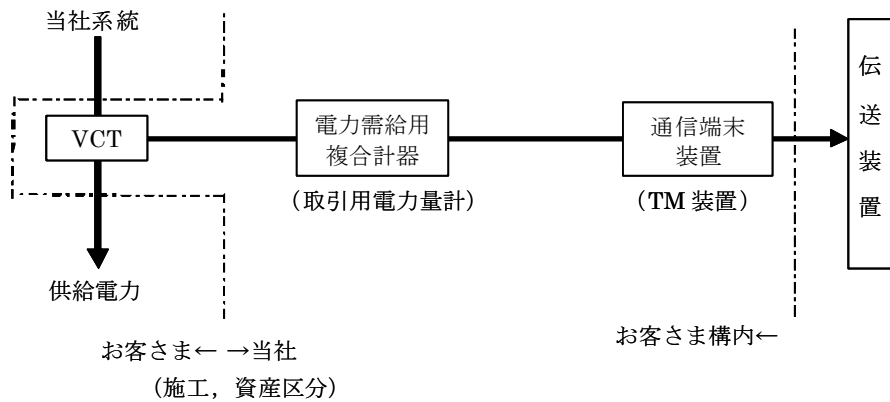 当社系統
VCT
供給電力
電力需給用
複合計器
(取引用電力量計)
通信端末
装置
(TM 装置)
伝送装置
お客さま← →当社
(施工，資産区分)
お客さま構内←